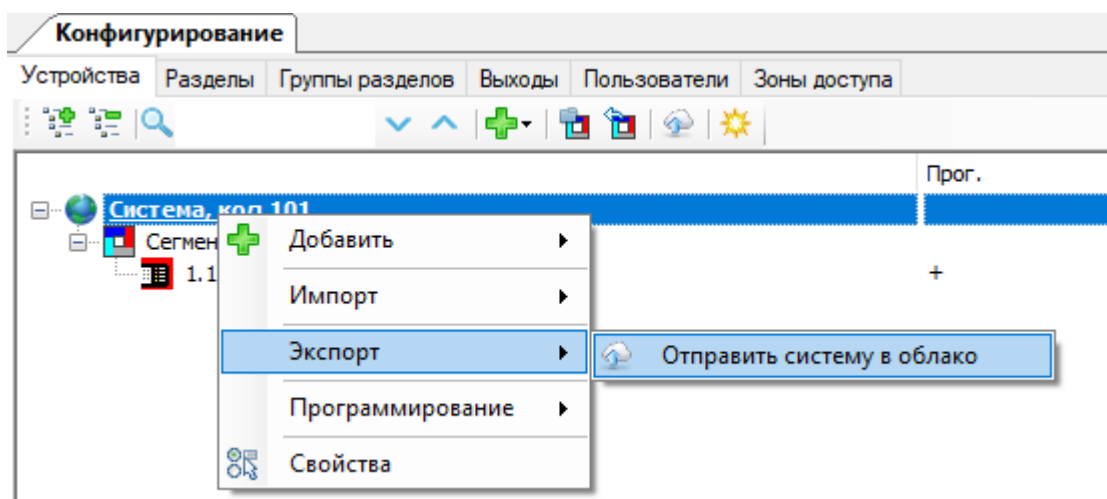 Конфигурирование
Устройства Разделы Группы разделов Выходы Пользователи Зоны доступа
Прог.
Система, код 101
Сегмен Добавить
1.1 +
Импорт
Экспорт Отправить систему в облако
Программирование
Свойства